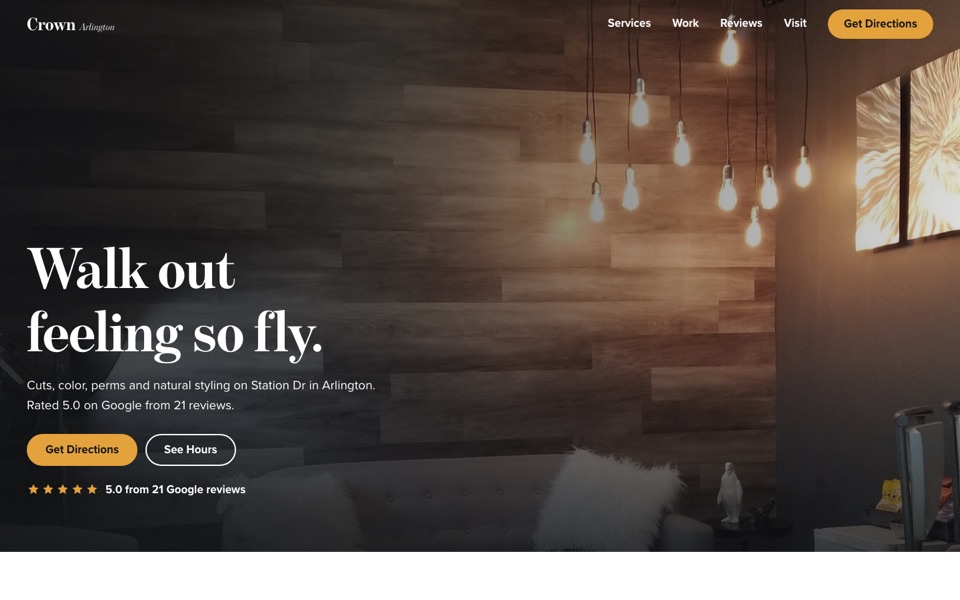 Crown Arlington
Services Work Reviews Visit Get Directions
Walk out
feeling so fly.
Cuts, color, perms and natural styling on Station Dr in Arlington.
Rated 5.0 on Google from 21 reviews.
Get Directions See Hours
5.0 from 21 Google reviews